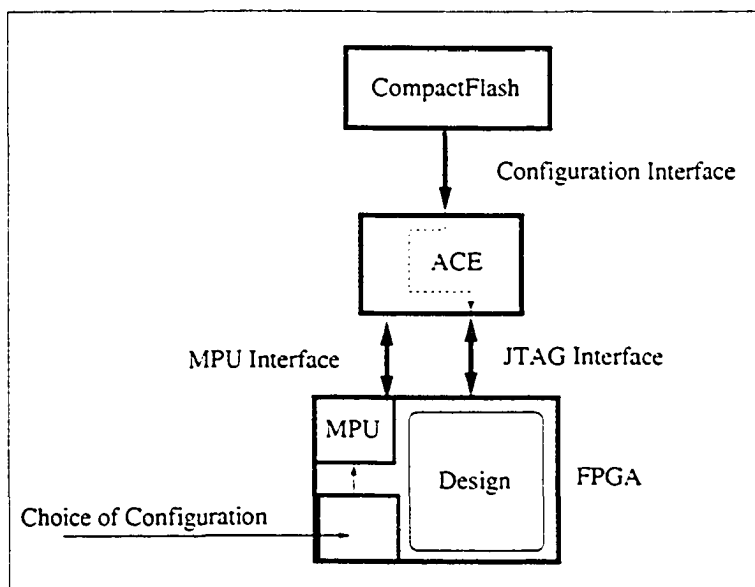 CompactFlash
Configuration Interface
ACE
MPU Interface
JTAG Interface
MPU
Design
FPGA
Choice of Configuration